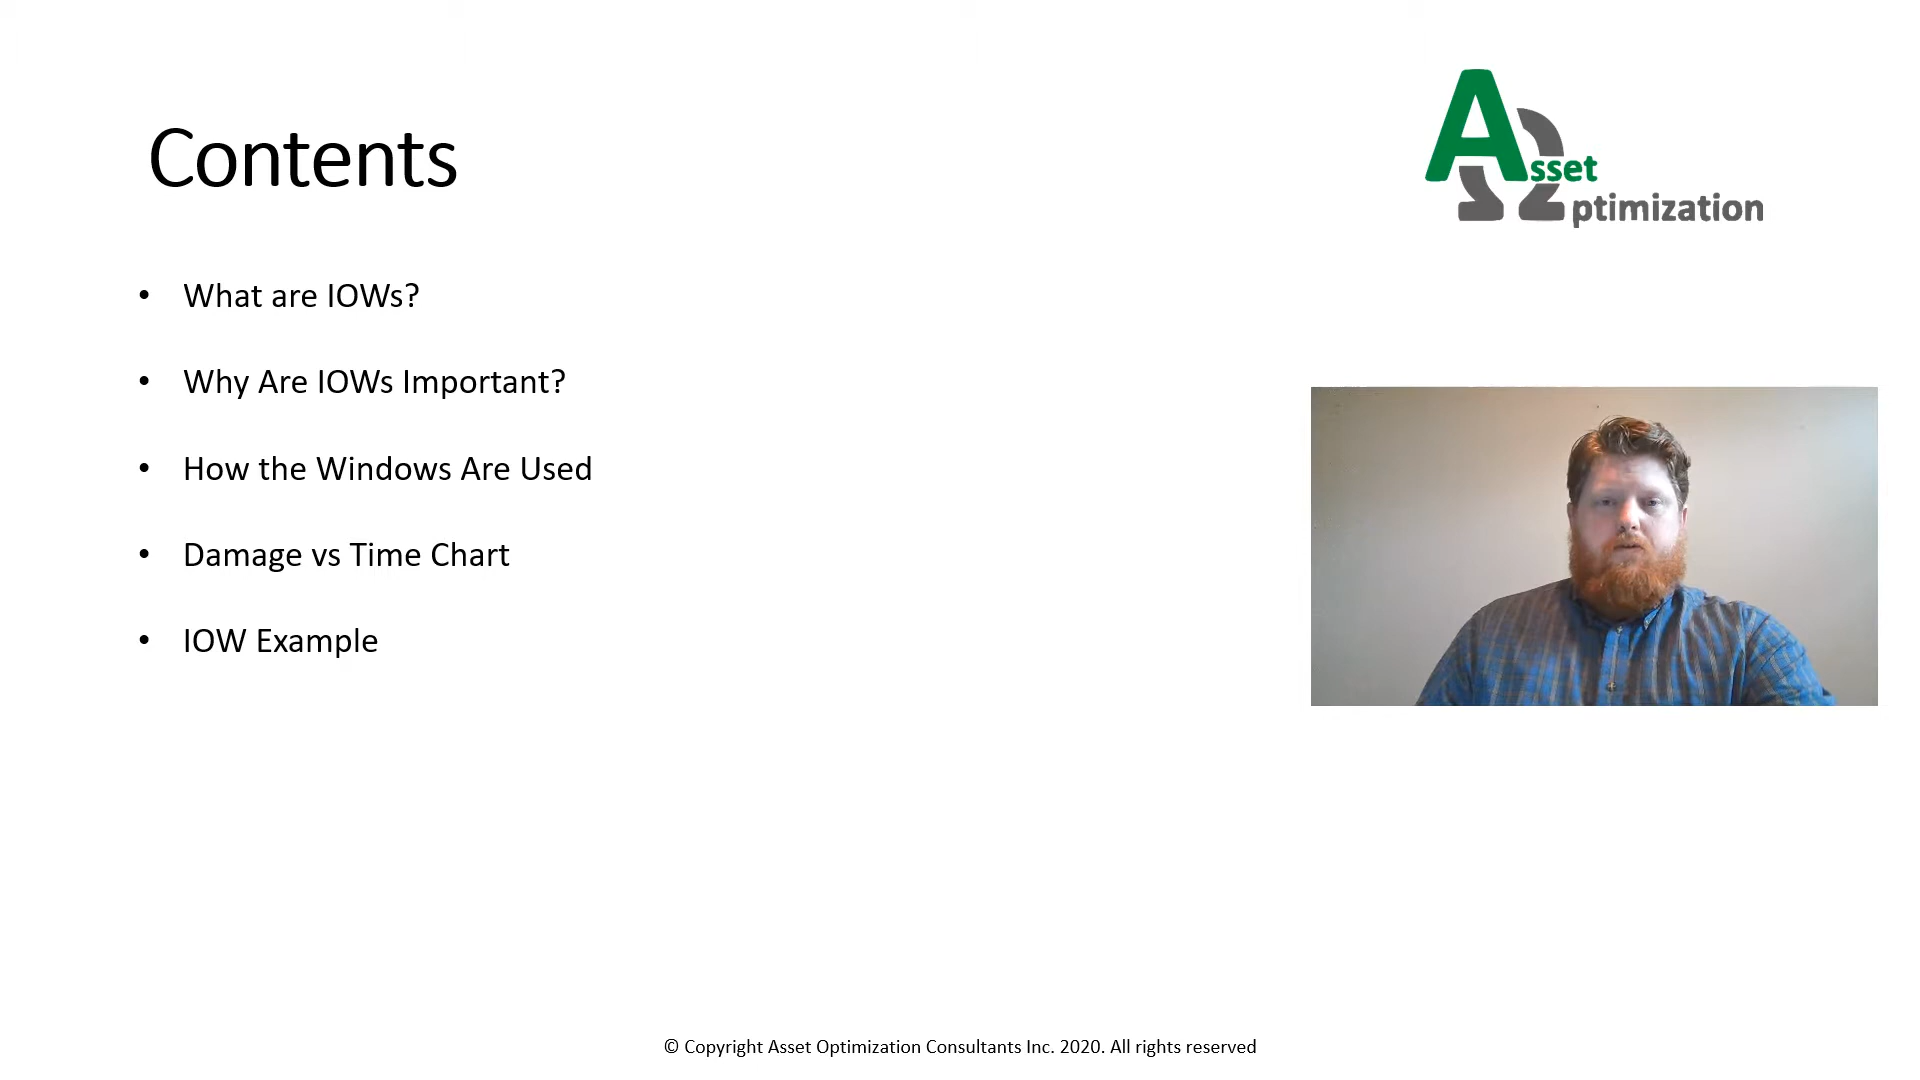 Contents
Asset
Optimization
• What are IOWs?
• Why Are IOWs Important?
• How the Windows Are Used
• Damage vs Time Chart
• IOW Example
© Copyright Asset Optimization Consultants Inc. 2020. All rights reserved